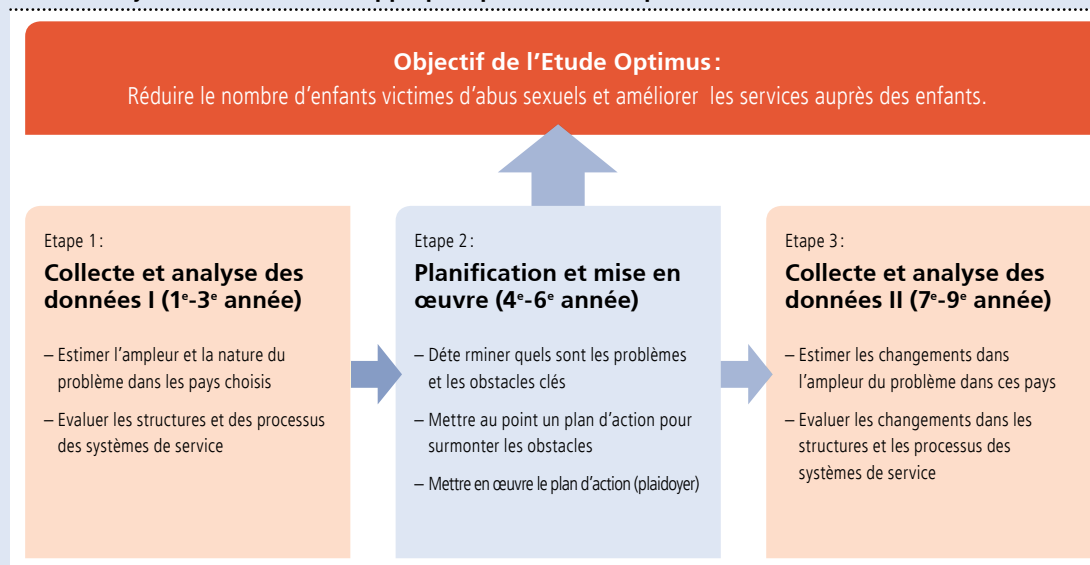 Objectif de l'Etude Optimus:
Réduire le nombre d'enfants victimes d'abus sexuels et améliorer les services auprès des enfants.
Etape 1:
Collecte et analyse des
données I (1e-3e année)
– Estimer l'ampleur et la nature du
problème dans les pays choisis
– Evaluer les structures et des processus
des systèmes de service
Etape 2:
Planification et mise en
œuvre (4e-6e année)
– Déte rminer quels sont les problèmes
et les obstacles clés
– Mettre au point un plan d'action pour
surmonter les obstacles
– Mettre en œuvre le plan d'action (plaidoyer)
Etape 3:
Collecte et analyse des
données II (7e-9e année)
– Estimer les changements dans
l'ampleur du problème dans ces pays
– Evaluer les changements dans les
structures et les processus des
systèmes de service